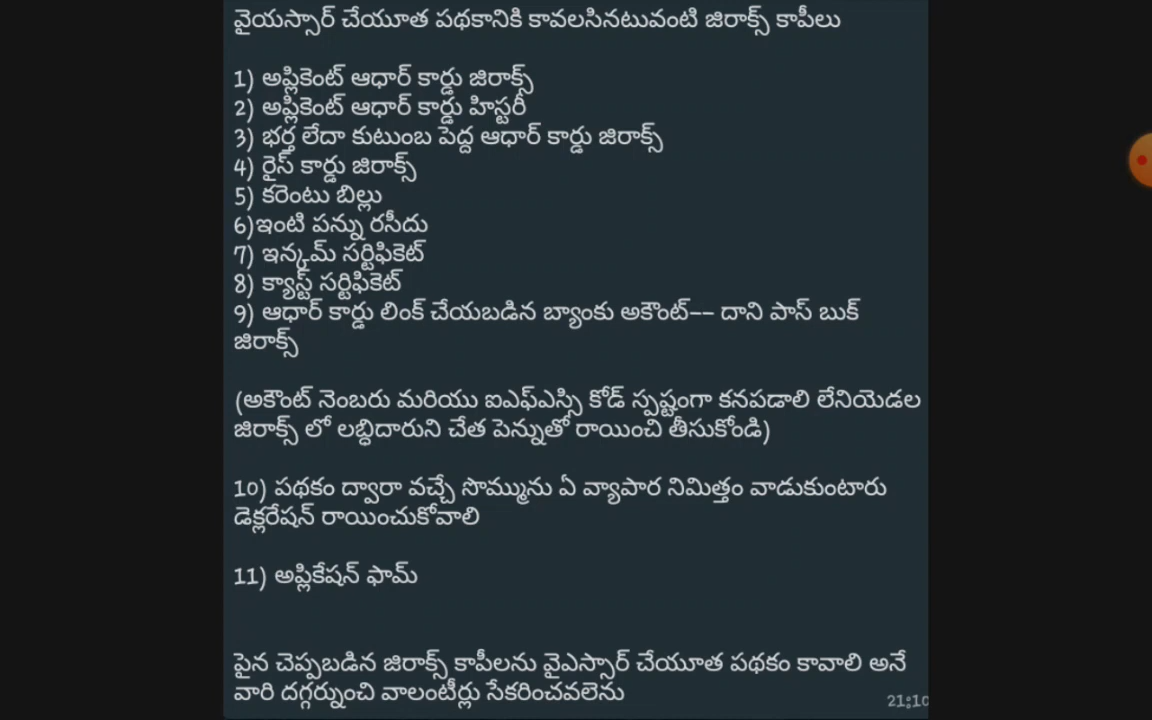 వైయస్సార్ చేయూత పథకానికి కావలసినటువంటి జిరాక్స్ కాపీలు
1) అప్లికెంట్ ఆధార్ కార్డు జిరాక్స్
2) అప్లికెంట్ ఆధార్ కార్డు హిస్టరీ
3) భర్త లేదా కుటుంబ పెద్ద ఆధార్ కార్డు జిరాక్స్
4) రైస్ కార్డు జిరాక్స్
5) కరెంటు బిల్లు
6)ఇంటి పన్ను రసీదు
7) ఇన్కమ్ సర్టిఫికెట్
8) క్యాస్ట్ సర్టిఫికెట్
9) ఆధార్ కార్డు లింక్ చేయబడిన బ్యాంకు అకౌంట్-- దాని పాస్ బుక్
జిరాక్స్
(అకౌంట్ నెంబరు మరియు ఐఎఫ్ఎస్సి కోడ్ స్పష్టంగా కనపడాలి లేనియెడల
జిరాక్స్ లో లబ్ధిదారుని చేత పెన్నుతో రాయించి తీసుకోండి)
10) పథకం ద్వారా వచ్చే సొమ్మును ఏ వ్యాపార నిమిత్తం వాడుకుంటారు
డెక్లరేషన్ రాయించుకోవాలి
11) అప్లికేషన్ ఫామ్
పైన చెప్పబడిన జిరాక్స్ కాపీలను వైఎస్సార్ చేయూత పథకం కావాలి అనే
వారి దగ్గర్నుంచి వాలంటీర్లు సేకరించవలెను
21:10